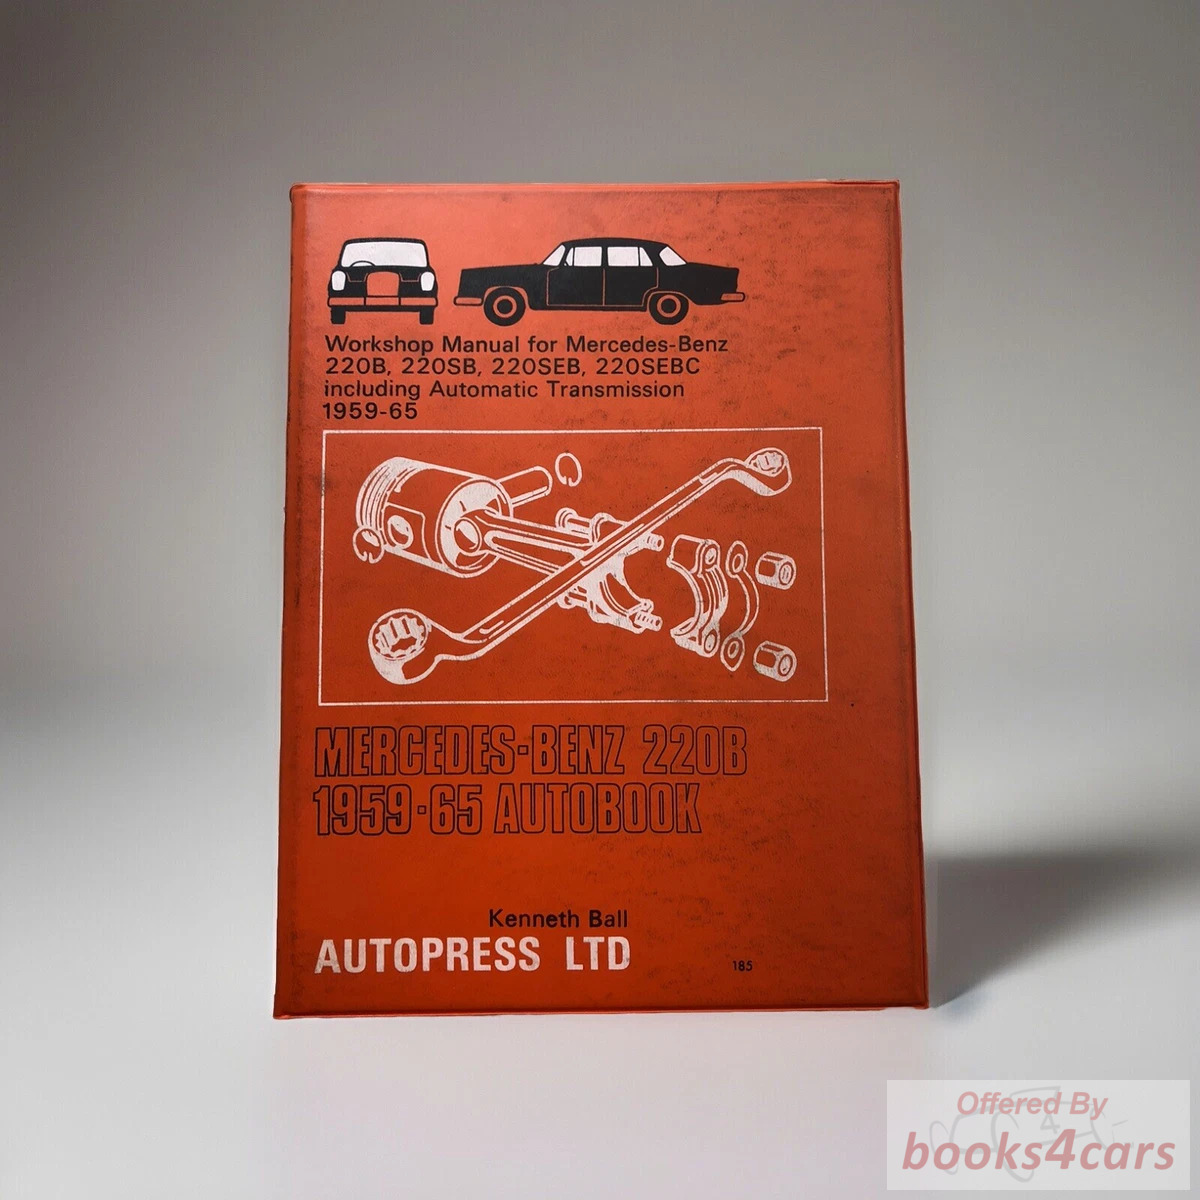 Workshop Manual for Mercedes-Benz
220B, 220SB, 220SEB, 220SEBC
including Automatic Transmission
1959-65
MERCEDES-BENZ 220B
1959·65 AUTOBOOK
Kenneth Ball
AUTOPRESS LTD
185
Offered By
books4cars